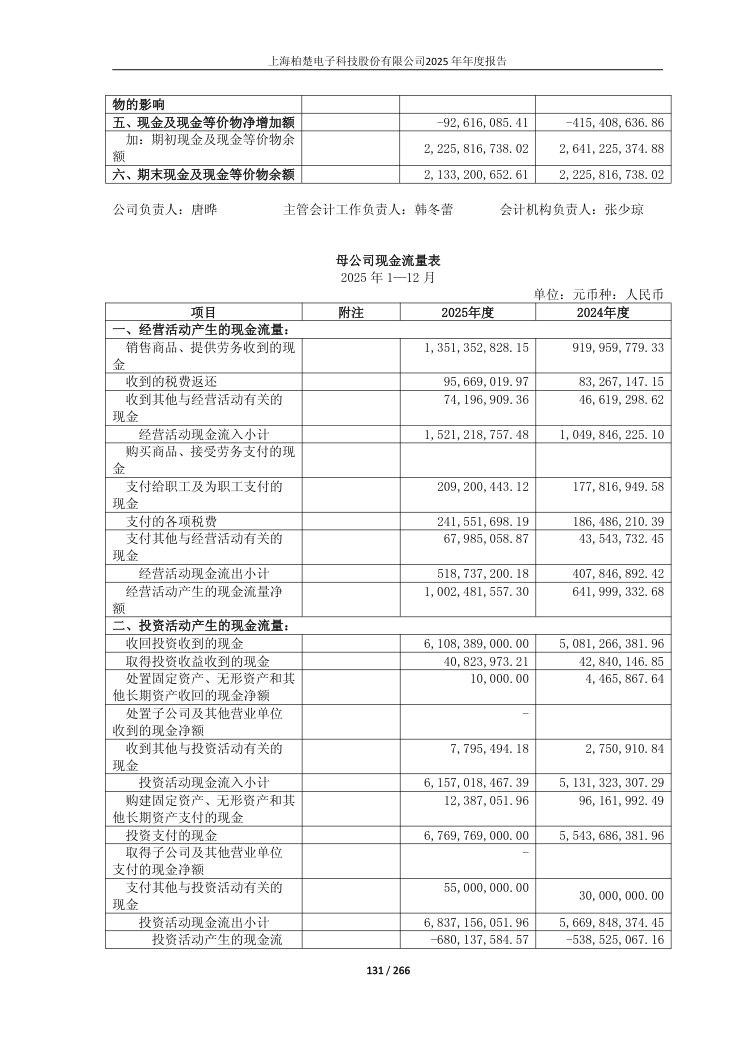 上海柏楚电子科技股份有限公司2025 年年度报告
物的影响
五、现金及现金等价物净增加额 -92,616,085.41 -415,408,636.86
加：期初现金及现金等价物余 2,225,816,738.02 2,641,225,374.88
额
六、期末现金及现金等价物余额 2,133,200,652.61 2,225,816,738.02
公司负责人：唐晔 主管会计工作负责人：韩冬蕾 会计机构负责人：张少琼
母公司现金流量表
2025 年 1—12 月
单位：元币种：人民币
项目 附注 2025年度 2024年度
一、经营活动产生的现金流量：
销售商品、提供劳务收到的现 1,351,352,828.15 919,959,779.33
金
收到的税费返还 95,669,019.97 83,267,147.15
收到其他与经营活动有关的 74,196,909.36 46,619,298.62
现金
经营活动现金流入小计 1,521,218,757.48 1,049,846,225.10
购买商品、接受劳务支付的现
金
支付给职工及为职工支付的 209,200,443.12 177,816,949.58
现金
支付的各项税费 241,551,698.19 186,486,210.39
支付其他与经营活动有关的 67,985,058.87 43,543,732.45
现金
经营活动现金流出小计 518,737,200.18 407,846,892.42
经营活动产生的现金流量净 1,002,481,557.30 641,999,332.68
额
二、投资活动产生的现金流量：
收回投资收到的现金 6,108,389,000.00 5,081,266,381.96
取得投资收益收到的现金 40,823,973.21 42,840,146.85
处置固定资产、无形资产和其 10,000.00 4,465,867.64
他长期资产收回的现金净额
处置子公司及其他营业单位 -
收到的现金净额
收到其他与投资活动有关的 7,795,494.18 2,750,910.84
现金
投资活动现金流入小计 6,157,018,467.39 5,131,323,307.29
购建固定资产、无形资产和其 12,387,051.96 96,161,992.49
他长期资产支付的现金
投资支付的现金 6,769,769,000.00 5,543,686,381.96
取得子公司及其他营业单位 -
支付的现金净额
支付其他与投资活动有关的 55,000,000.00 30,000,000.00
现金
投资活动现金流出小计 6,837,156,051.96 5,669,848,374.45
投资活动产生的现金流 -680,137,584.57 -538,525,067.16
131 / 266